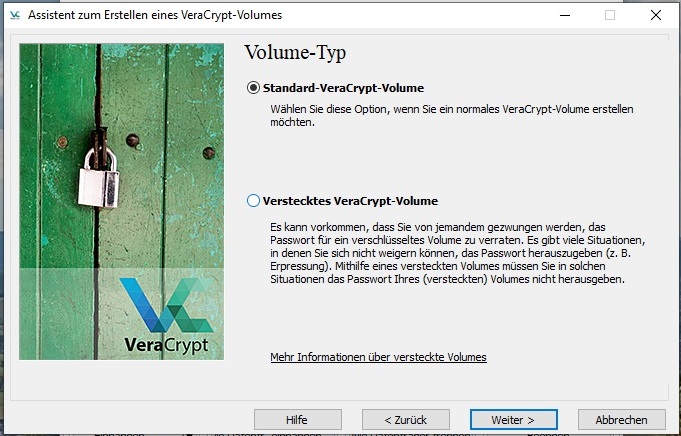 Assistent zum Erstellen eines VeraCrypt-Volumes
Volume-Typ
Standard-VeraCrypt-Volume
Wählen Sie diese Option, wenn Sie ein normales VeraCrypt-Volume erstellen
möchten.
Verstecktes VeraCrypt-Volume
Es kann vorkommen, dass Sie von jemandem gezwungen werden, das
Passwort für ein verschlüsseltes Volume zu verraten. Es gibt viele Situationen,
in denen Sie sich nicht weigern können, das Passwort herauszugeben (z. B.
Erpressung). Mithilfe eines versteckten Volumes müssen Sie in solchen
Situationen das Passwort Ihres (versteckten) Volumes nicht herausgeben.
VeraCrypt
Mehr Informationen über versteckte Volumes
Hilfe
< Zurück
Weiter >
Abbrechen